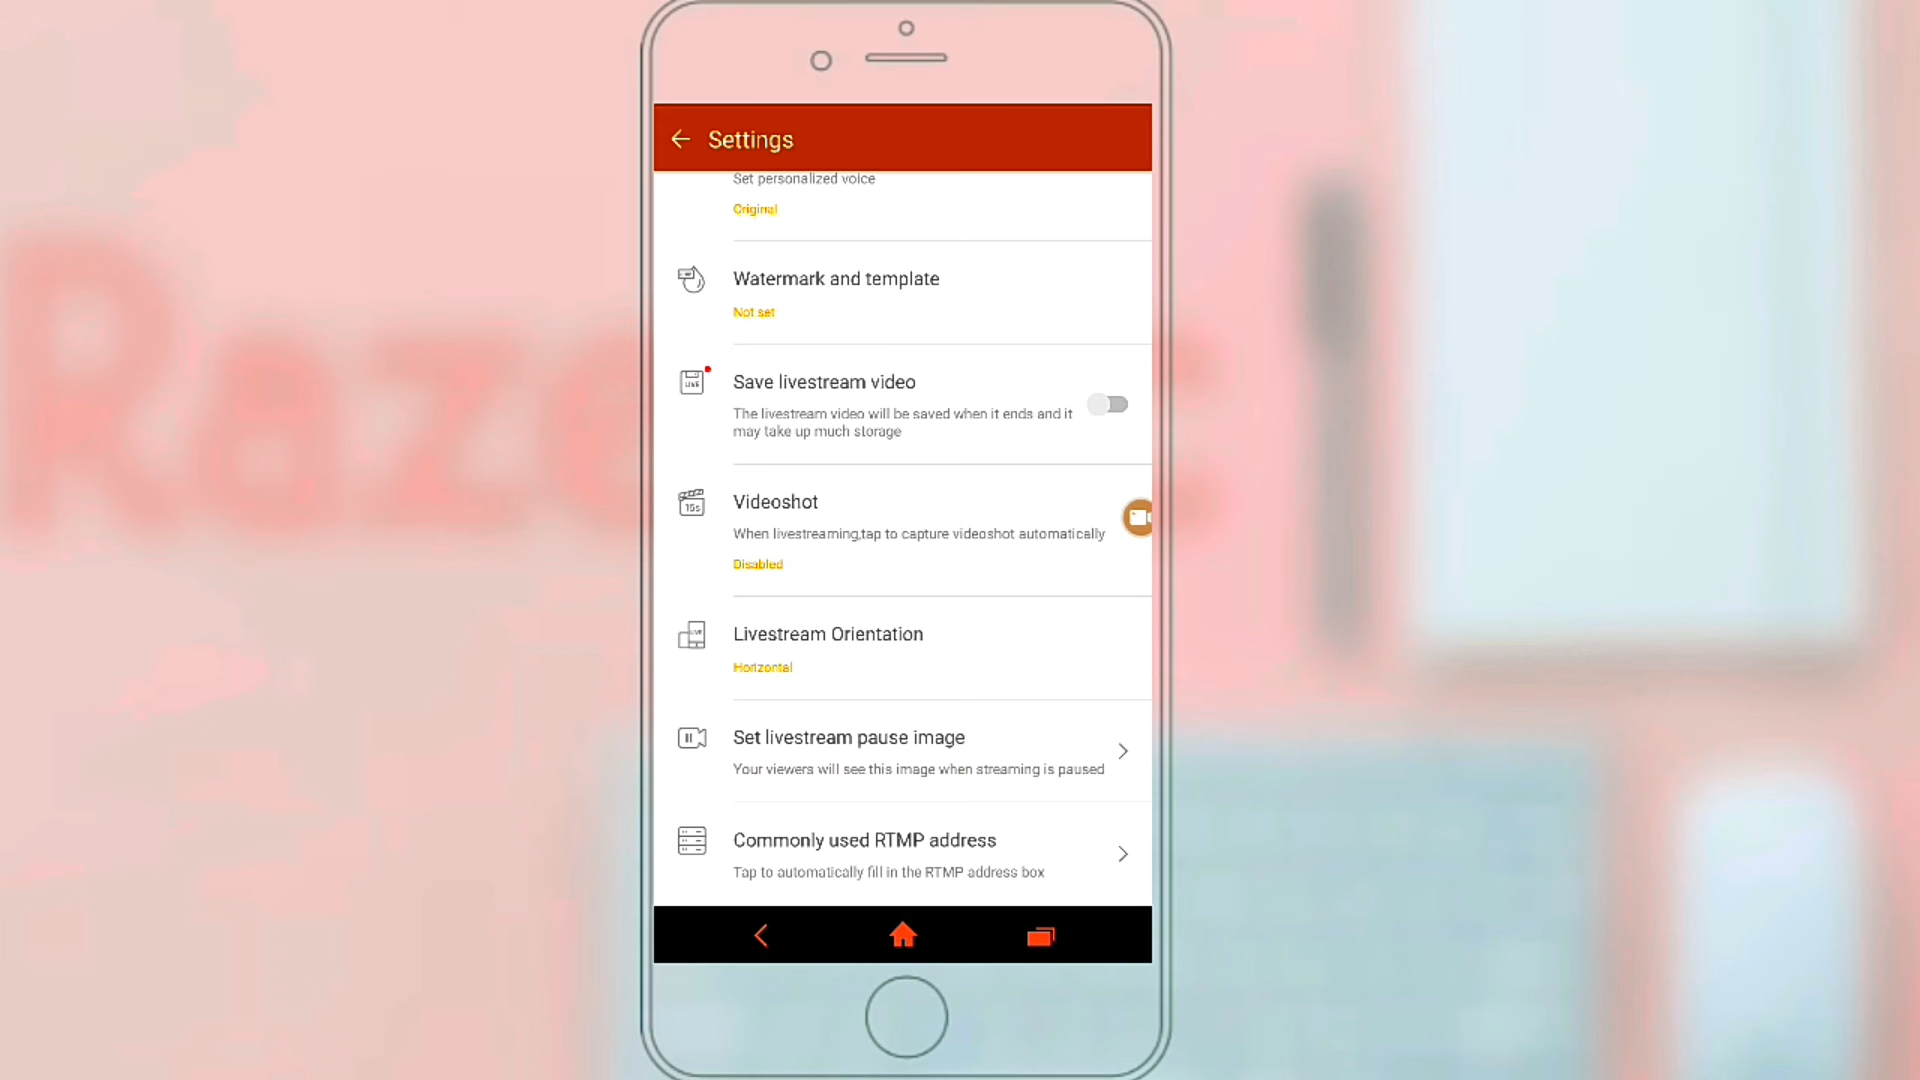 Settings
Set personalized voice
Original
Watermark and template
Not set
LIVE
Save livestream video
The livestream video will be saved when it ends and it
may take up much storage
15s
Videoshot
When livestreaming,tap to capture videoshot automatically
Disabled
Livestream Orientation
Horizontal
Set livestream pause image
Your viewers will see this image when streaming is paused
Commonly used RTMP address
Tap to automatically fill in the RTMP address box